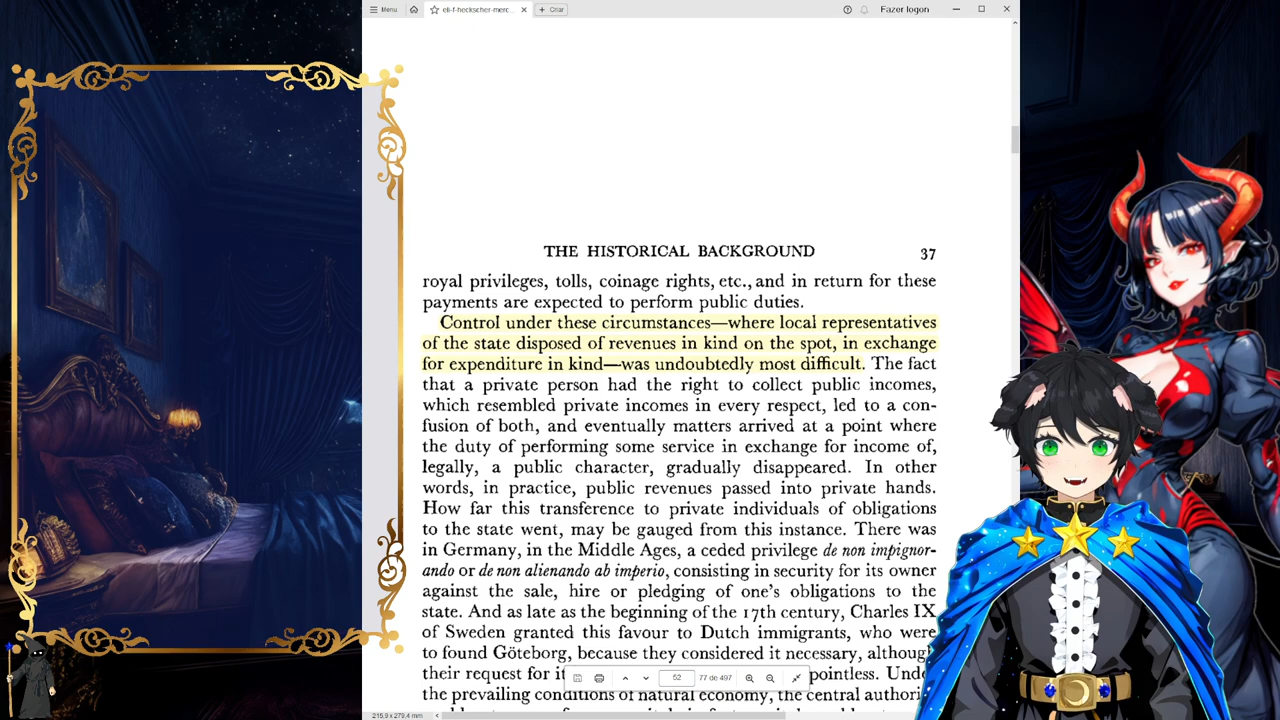 Menu
eli-f-heckscher-merc...
Criar
Fazer logon
THE HISTORICAL BACKGROUND 37
royal privileges, tolls, coinage rights, etc., and in return for these
payments are expected to perform public duties.
Control under these circumstances—where local representatives
of the state disposed of revenues in kind on the spot, in exchange
for expenditure in kind—was undoubtedly most difficult. The fact
that a private person had the right to collect public incomes,
which resembled private incomes in every respect, led to a con-
fusion of both, and eventually matters arrived at a point where
the duty of performing some service in exchange for income of,
legally, a public character, gradually disappeared. In other
words, in practice, public revenues passed into private hands.
How far this transference to private individuals of obligations
to the state went, may be gauged from this instance. There was
in Germany, in the Middle Ages, a ceded privilege de non impignor-
ando or de non alienando ab imperio, consisting in security for its owner
against the sale, hire or pledging of one's obligations to the
state. And as late as the beginning of the 17th century, Charles IX
of Sweden granted this favour to Dutch immigrants, who were
to found Göteborg, because they considered it necessary, although
their request for it pointless. Unde
the prevailing conditions of natural economy, the central authori
52 77 de 497
215,9 x 279,4 mm